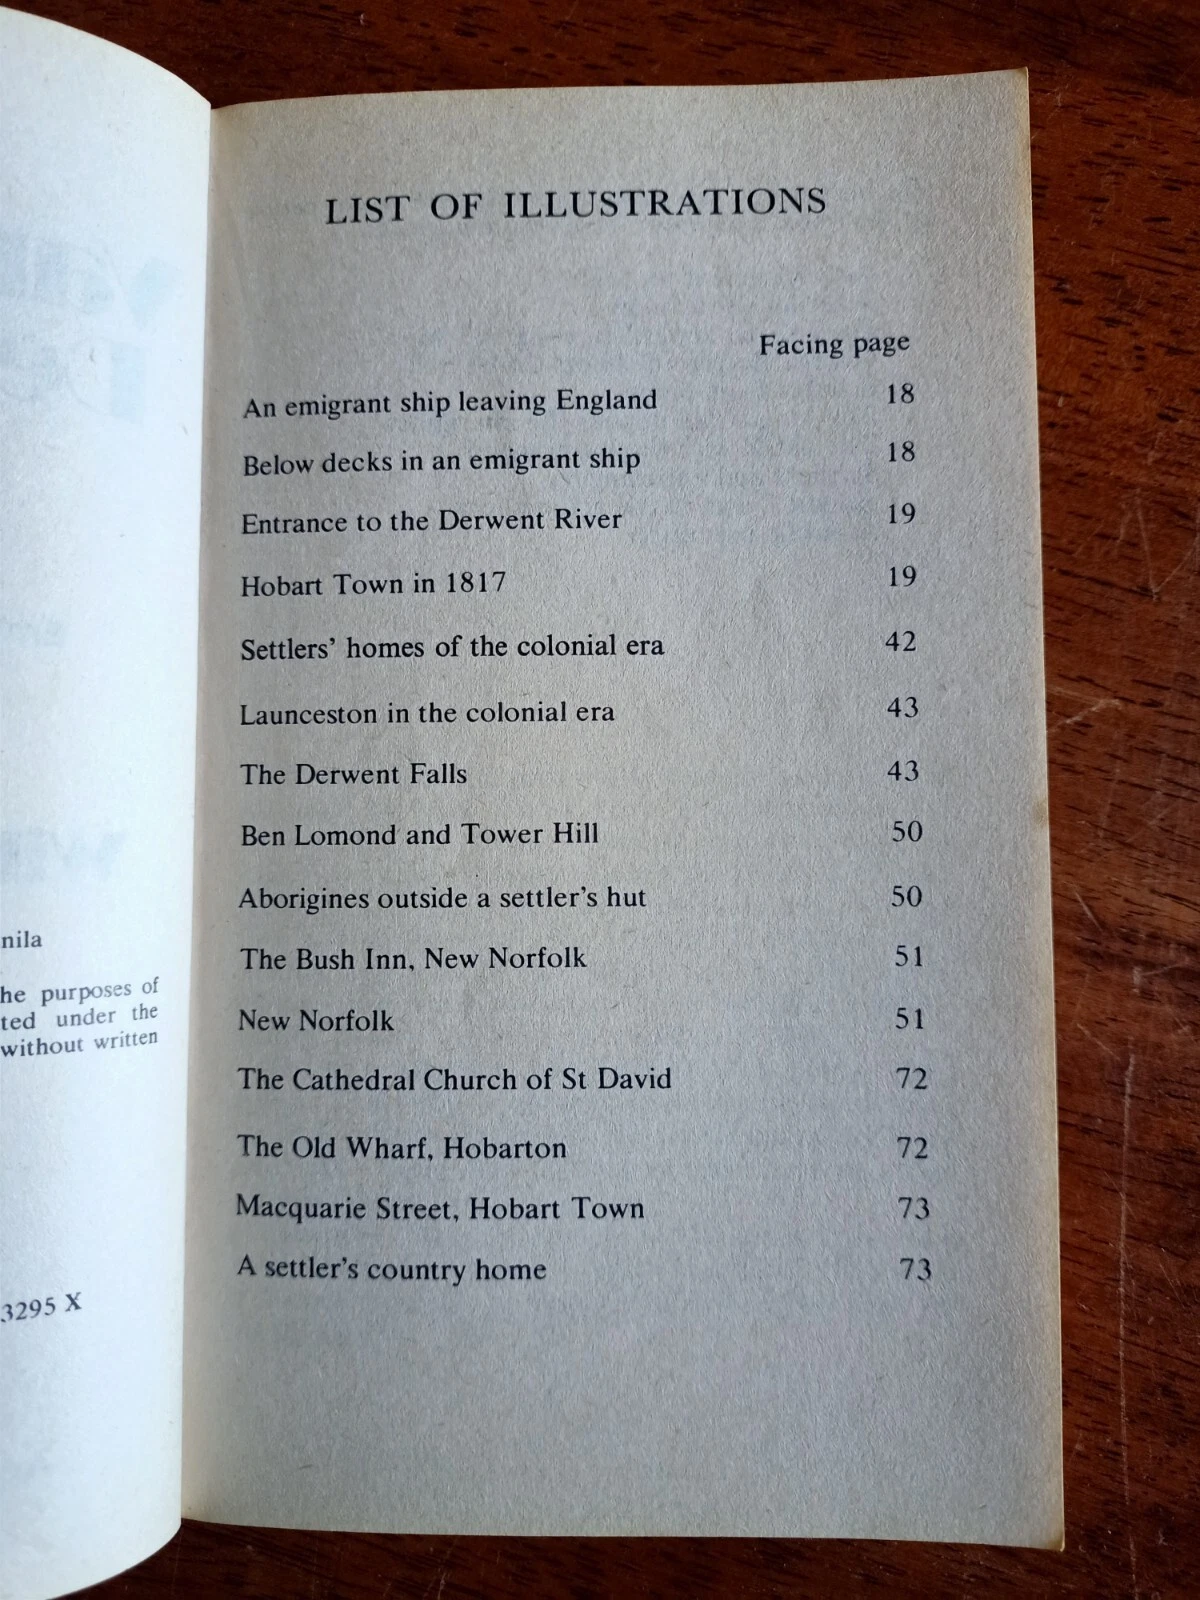 nila
he purposes of
ted under the
without written
3295 X
LIST OF ILLUSTRATIONS
Facing page
An emigrant ship leaving England 18
Below decks in an emigrant ship 18
Entrance to the Derwent River 19
Hobart Town in 1817 19
Settlers' homes of the colonial era 42
Launceston in the colonial era 43
The Derwent Falls 43
Ben Lomond and Tower Hill 50
Aborigines outside a settler's hut 50
The Bush Inn, New Norfolk 51
New Norfolk 51
The Cathedral Church of St David 72
The Old Wharf, Hobarton 72
Macquarie Street, Hobart Town 73
A settler's country home 73